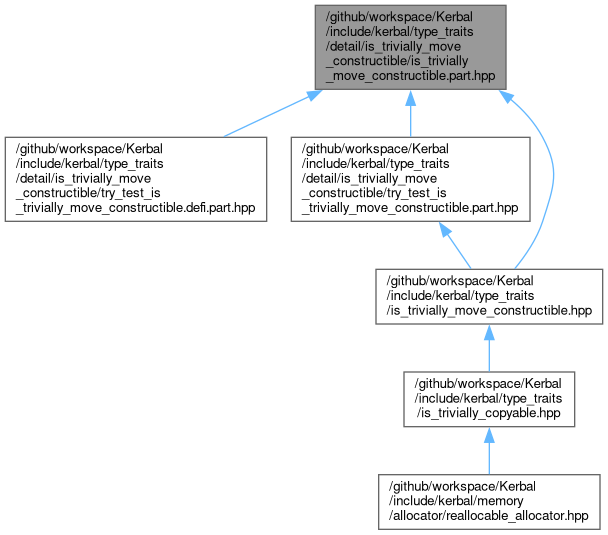 /github/workspace/Kerbal
/include/kerbal/type_traits
/detail/is_trivially_move
_constructible/is_trivially
_move_constructible.part.hpp
/github/workspace/Kerbal
/include/kerbal/type_traits
/detail/is_trivially_move
_constructible/try_test_is
_trivially_move_constructible.defi.part.hpp
/github/workspace/Kerbal
/include/kerbal/type_traits
/detail/is_trivially_move
_constructible/try_test_is
_trivially_move_constructible.part.hpp
/github/workspace/Kerbal
/include/kerbal/type_traits
/is_trivially_move_constructible.hpp
/github/workspace/Kerbal
/include/kerbal/type_traits
/is_trivially_copyable.hpp
/github/workspace/Kerbal
/include/kerbal/memory
/allocator/reallocable_allocator.hpp